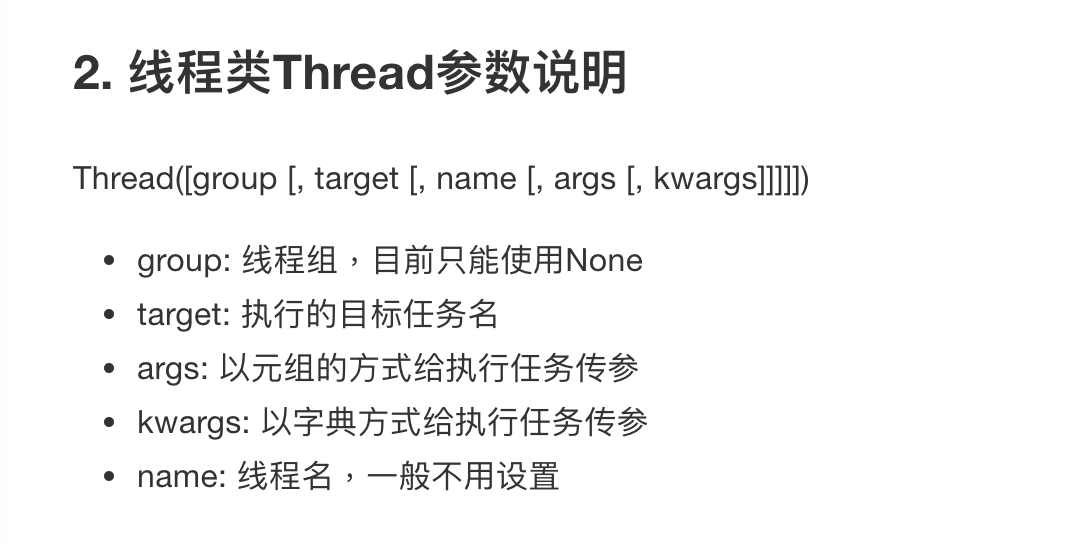 2. 线程类Thread参数说明
Thread([group [, target [, name [, args [, kwargs]]]]])
• group: 线程组，目前只能使用None
• target: 执行的目标任务名
• args: 以元组的方式给执行任务传参
• kwargs: 以字典方式给执行任务传参
• name: 线程名，一般不用设置